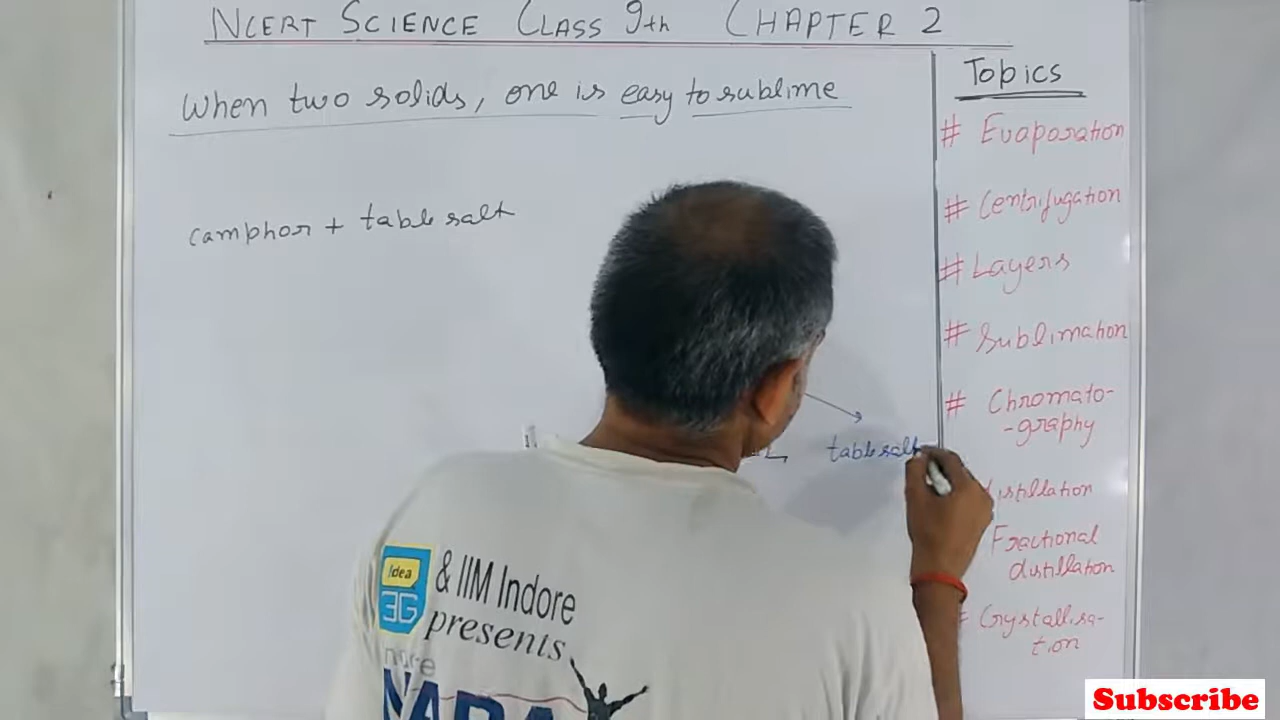 NCERT SCIENCE CLASS 9th CHAPTER 2
When two solids, one is easy to sublime
camphor + table salt
table salt
Topics
# Evaporation
# Centrifugation
# Layers
# Sublimation
# Chromato-
-graphy
distillation
Fractional
distillation
Crystallisa-
tion
Idea
3G
& IIM Indore
presents
Subscribe